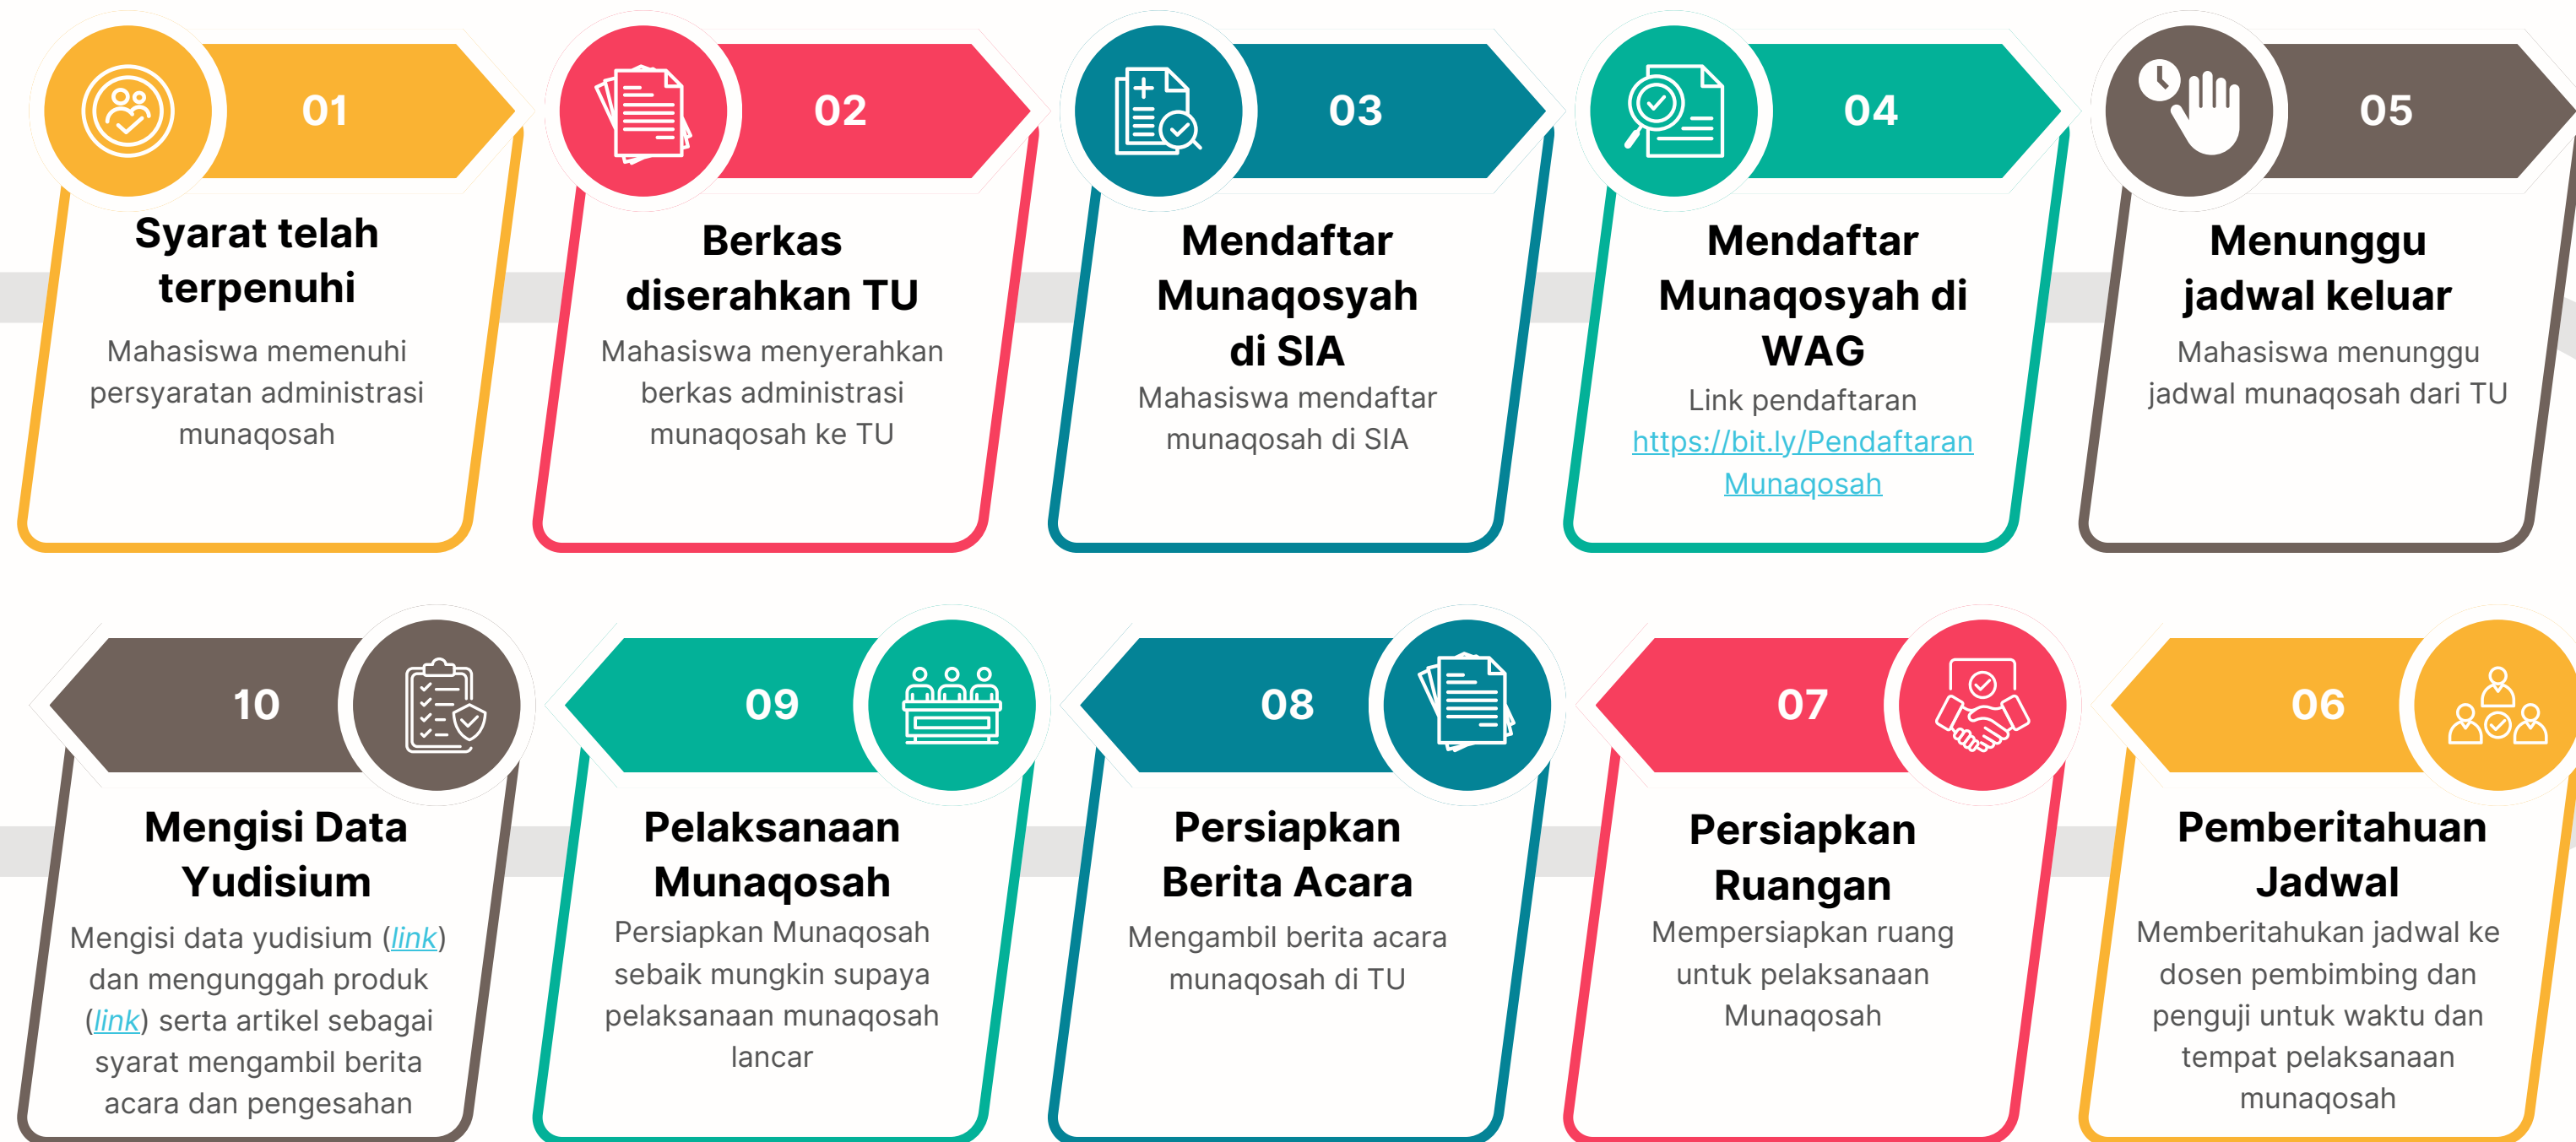 01
Syarat telah
terpenuhi
Mahasiswa memenuhi
persyaratan administrasi
munaqosah
02
Berkas
diserahkan TU
Mahasiswa menyerahkan
berkas administrasi
munaqosah ke TU
03
Mendaftar
Munaqosyah
di SIA
Mahasiswa mendaftar
munaqosah di SIA
04
Mendaftar
Munaqosyah di
WAG
Link pendaftaran
https://bit.ly/Pendaftaran
Munaqosah
05
Menunggu
jadwal keluar
Mahasiswa menunggu
jadwal munaqosah dari TU
06
Pemberitahuan
Jadwal
Memberitahukan jadwal ke
dosen pembimbing dan
penguji untuk waktu dan
tempat pelaksanaan
munaqosah
07
Persiapkan
Ruangan
Mempersiapkan ruang
untuk pelaksanaan
Munaqosah
08
Persiapkan
Berita Acara
Mengambil berita acara
munaqosah di TU
09
Pelaksanaan
Munaqosah
Persiapkan Munaqosah
sebaik mungkin supaya
pelaksanaan munaqosah
lancar
10
Mengisi Data
Yudisium
Mengisi data yudisium (link)
dan mengunggah produk
(link) serta artikel sebagai
syarat mengambil berita
acara dan pengesahan